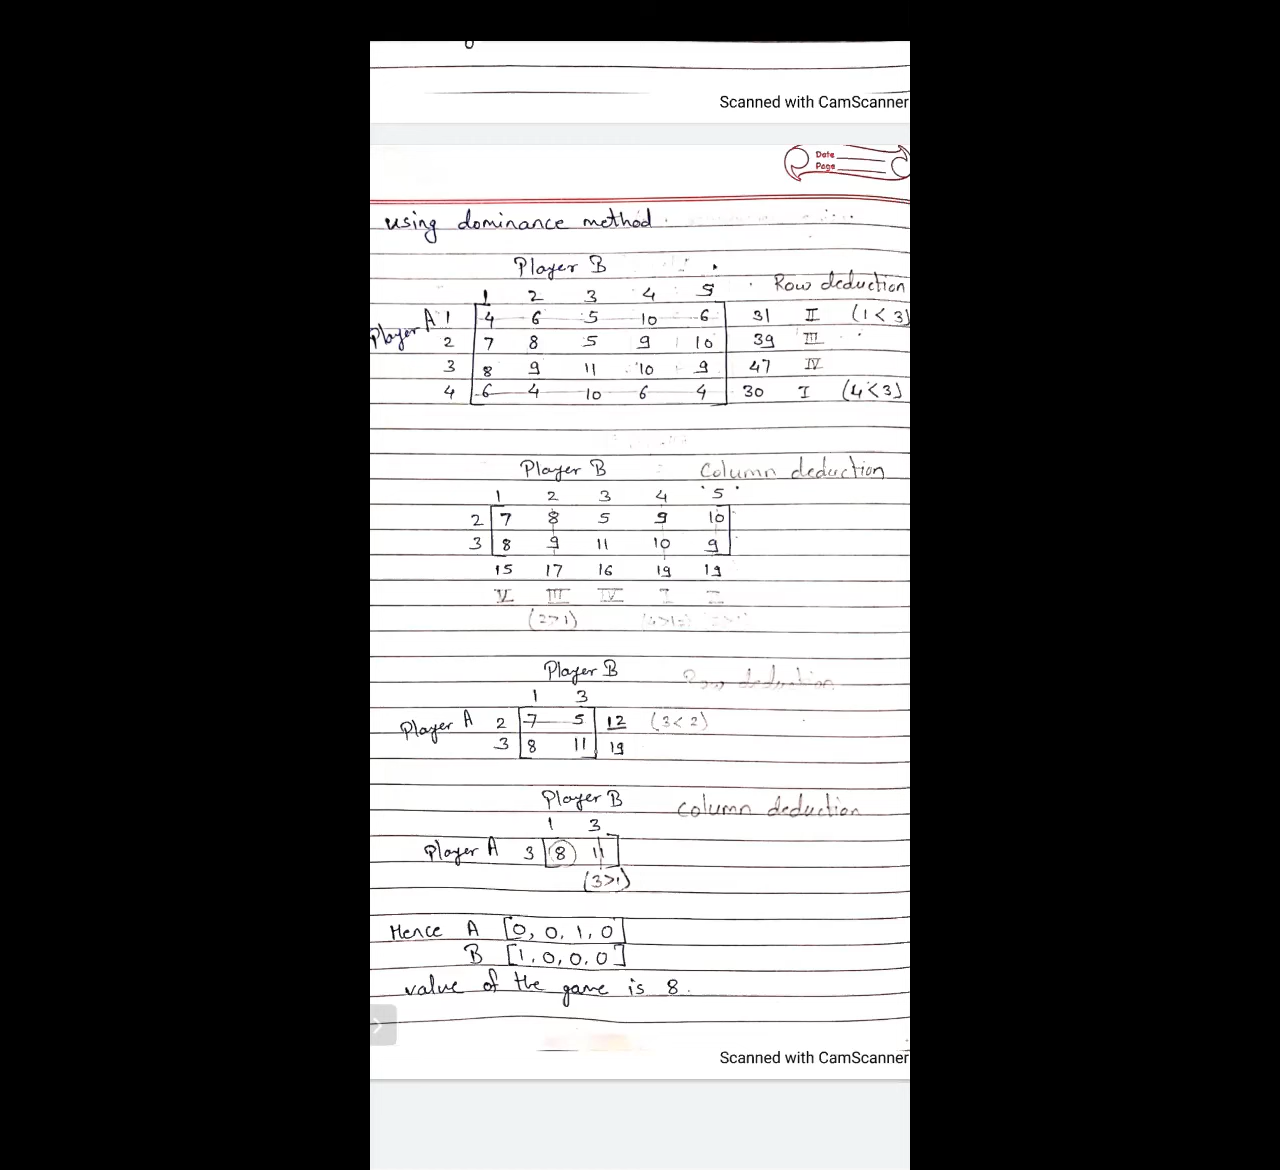 Scanned with CamScanner
Date
Page
using dominance method.
Player B
Row deduction
1 2 3 4 5
Player A 1 4 6 5 10 6 31 II (1<3)
2 7 8 5 9 10 39 III
3 8 9 11 10 9 47 IV
4 6 4 10 6 4 30 I (4<3)
Player B Column deduction
1 2 3 4 5
2 7 8 5 9 10
3 8 9 11 10 9
15 17 16 19 19
V III IV I I
(2>1)
Player B Row deduction
1 3
Player A 2 7 5 12 (3<2)
3 8 11 19
Player B column deduction
1 3
Player A 3 8 11
(3>1)
Hence A [0, 0, 1, 0]
B [1, 0, 0, 0]
value of the game is 8.
Scanned with CamScanner